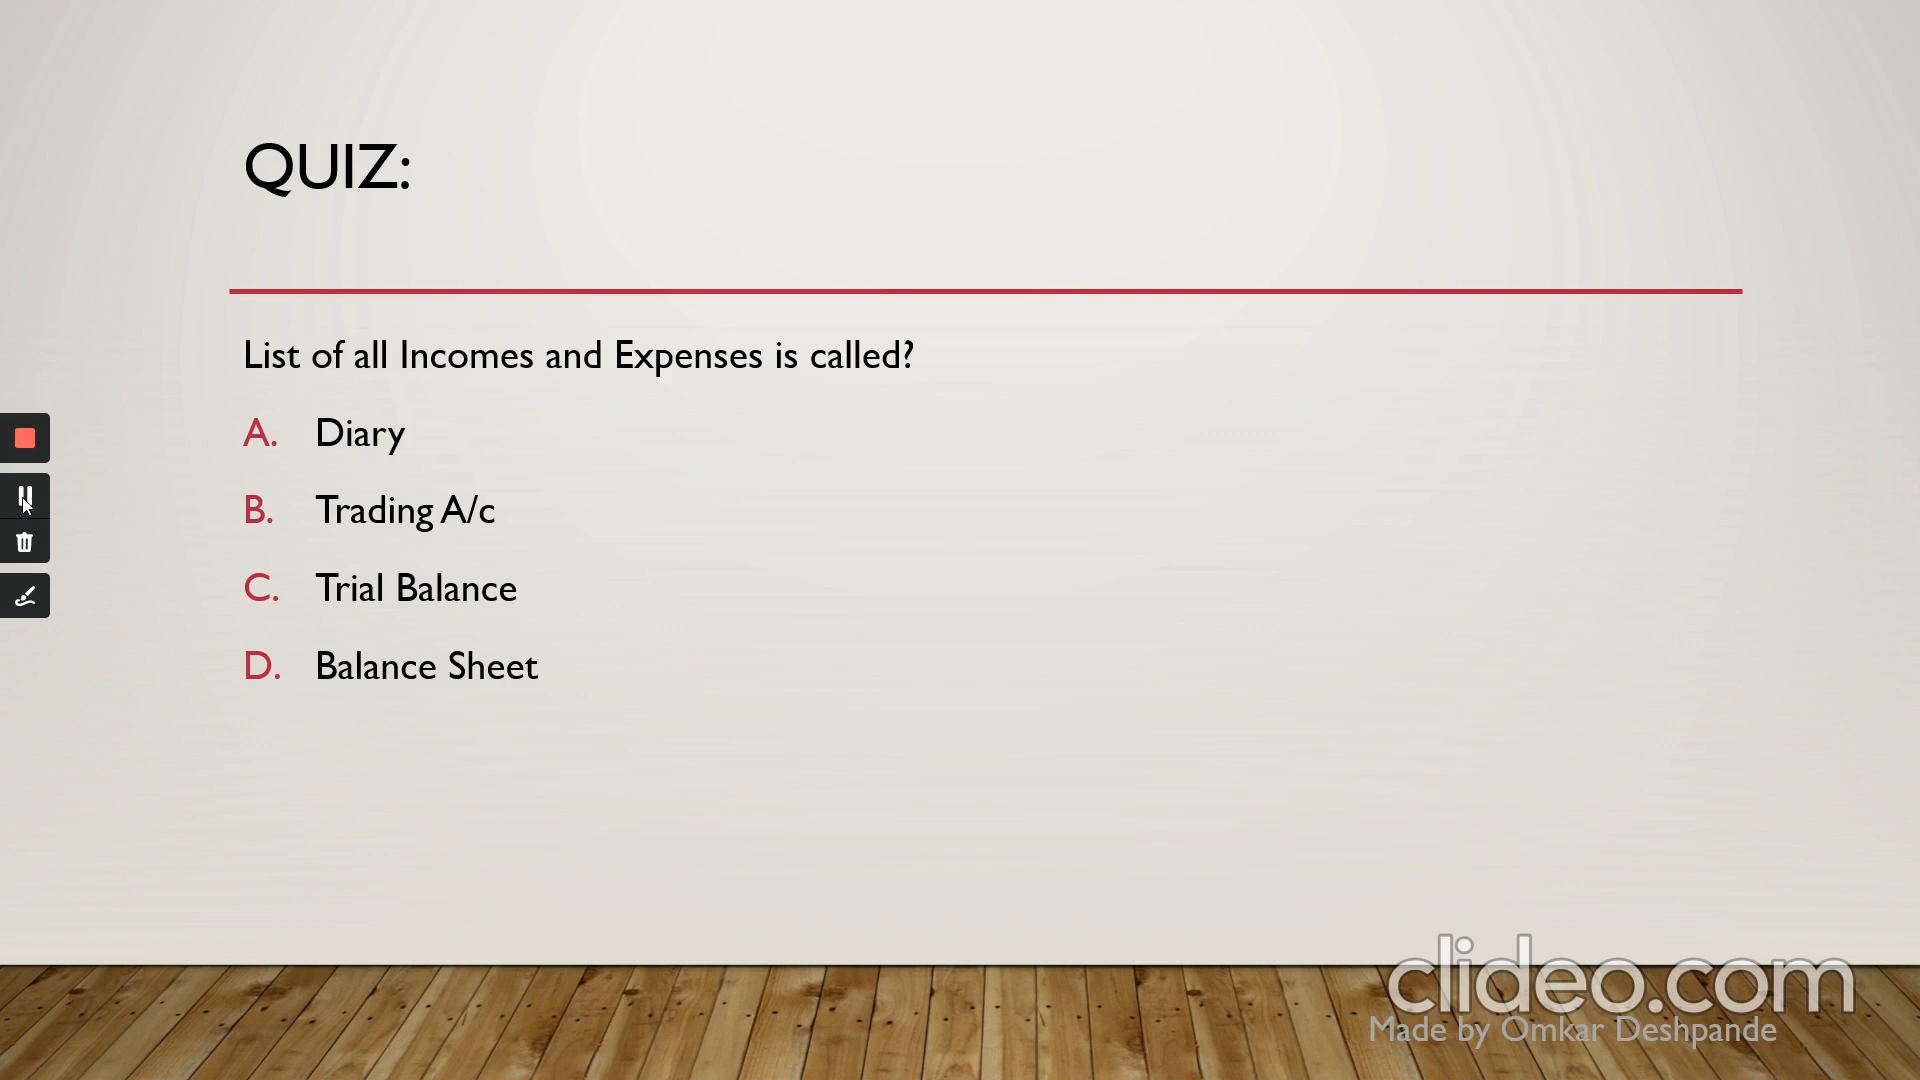 QUIZ:
List of all Incomes and Expenses is called?
A. Diary
B. Trading A/c
C. Trial Balance
D. Balance Sheet
clideo.com
Made by Omkar Deshpande